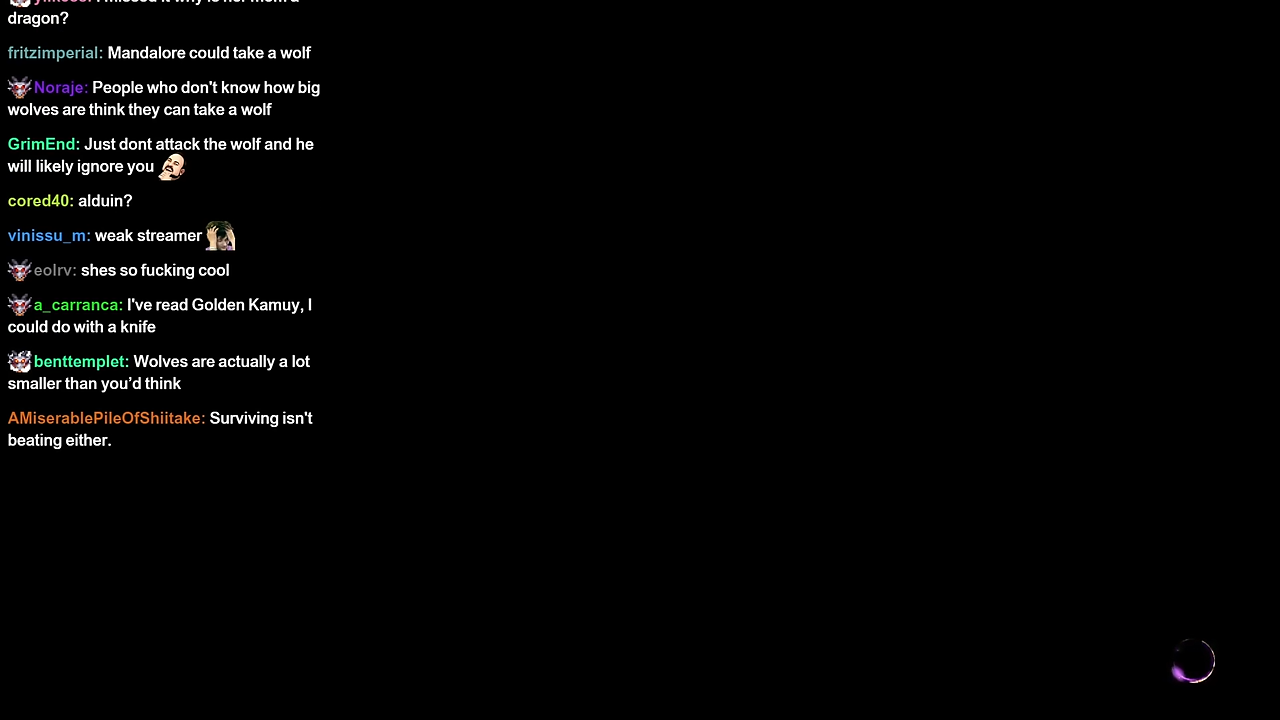 dragon?
fritzimperial: Mandalore could take a wolf
Noraje: People who don't know how big
wolves are think they can take a wolf
GrimEnd: Just dont attack the wolf and he
will likely ignore you
cored40: alduin?
vinissu_m: weak streamer
eolrv: shes so fucking cool
a_carranca: I've read Golden Kamuy, I
could do with a knife
benttemplet: Wolves are actually a lot
smaller than you’d think
AMiserablePileOfShiitake: Surviving isn't
beating either.